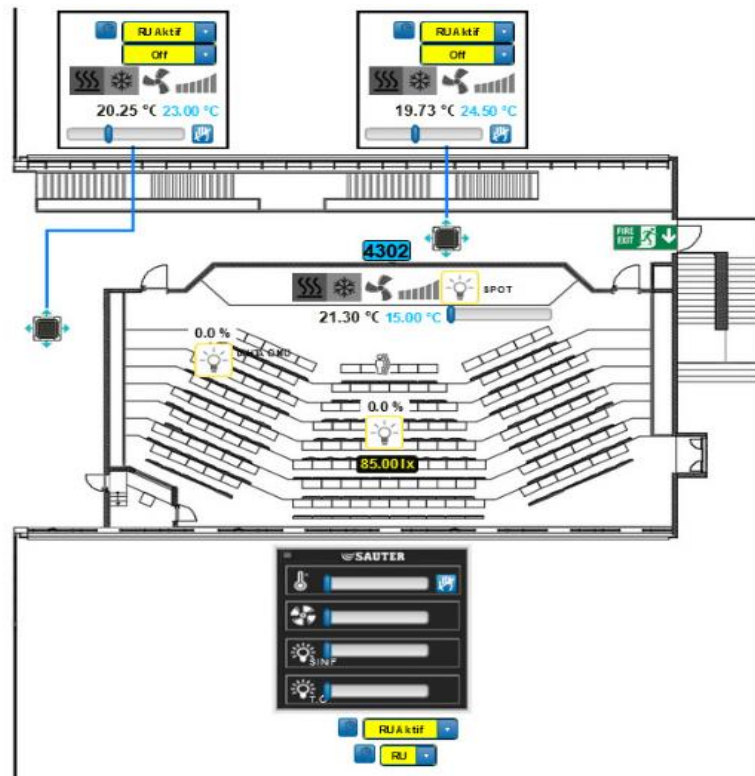 RU Aktif
RU Aktif
Off
Off
20.25 °C 23.00 °C
19.73 °C 24.50 °C
FIRE
EXIT
4302
SPOT
21.30 °C 15.00 °C
0.0 %
0.0 %
85.00 lx
SAUTER
SINIF
RU Aktif
RU